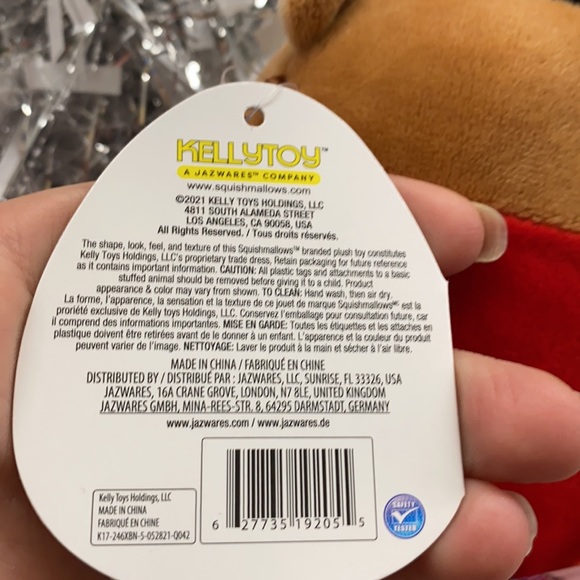 KELLYTOY™
A JAZWARES™ COMPANY
www.squishmallows.com
©2021 KELLY TOYS HOLDINGS, LLC
4811 SOUTH ALAMEDA STREET
LOS ANGELES, CA 90058, USA
All Rights Reserved. / Tous droits réservés.
The shape, look, feel, and texture of this Squishmallows™ branded plush toy constitutes
Kelly Toys Holdings, LLC's proprietary trade dress. Retain packaging for future reference
as it contains important information. CAUTION: All plastic tags and attachments to a basic
stuffed animal should be removed before giving it to a child. Product
appearance & color may vary from shown. TO CLEAN: Hand wash, then air dry.
La forme, l'apparence, la sensation et la texture de ce jouet de marque Squishmallows™ est la
proriété exclusive de Kelly toys Holdings, LLC. Conservez l'emballage pour consultation future, car
il comprend des informations importantes. MISE EN GARDE: Toutes les étiquettes et les attaches en
plastique doivent être retirées avant de le donner à un enfant. L'apparence et la couleur du produit
peuvent varier de l'image. NETTOYAGE: Laver le produit à la main et sécher à l'air libre.
MADE IN CHINA / FABRIQUÉ EN CHINE
DISTRIBUTED BY / DISTRIBUÉ PAR : JAZWARES, LLC, SUNRISE, FL 33326, USA
JAZWARES, 16A CRANE GROVE, LONDON, N7 8LE, UNITED KINGDOM
JAZWARES GMBH, MINA-REES-STR. 8, 64295 DARMSTADT, GERMANY
www.jazwares.com / www.jazwares.de
Kelly Toys Holdings, LLC
MADE IN CHINA
FABRIQUÉ EN CHINE
K17-246XBN-5-052821-0042
6 27735 19205 5
SAFETY
TESTED